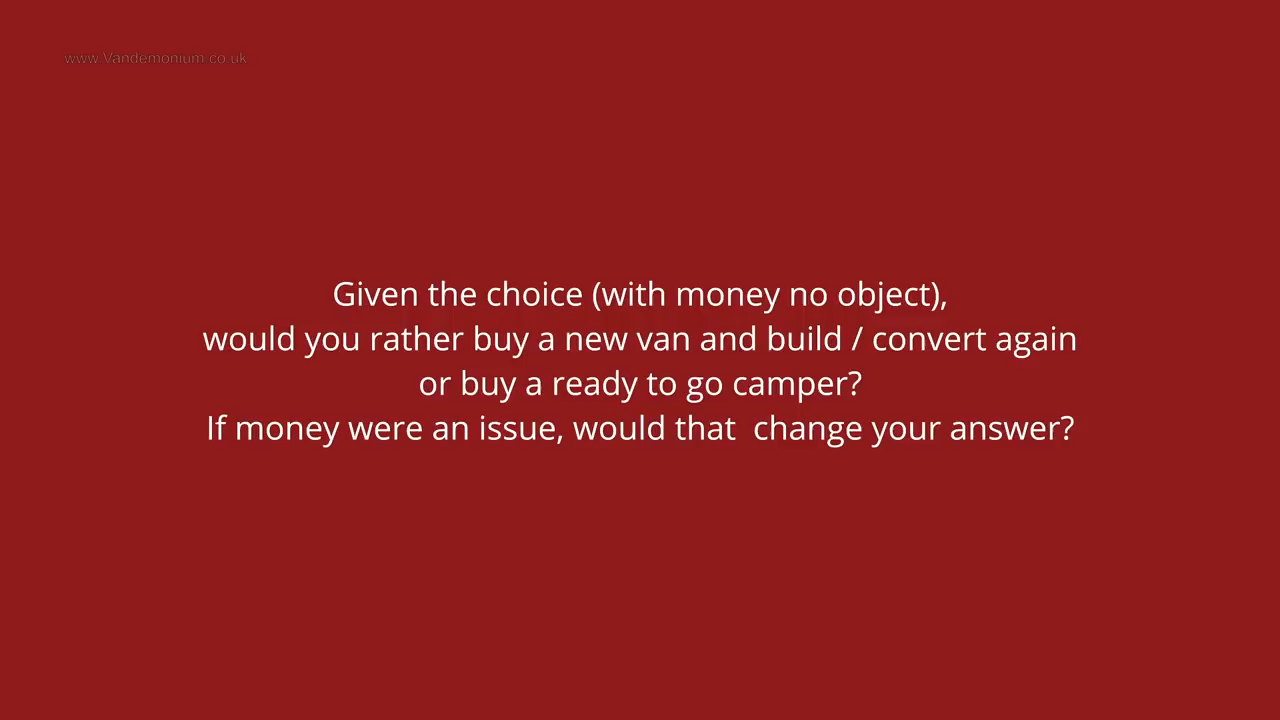 www.Vandemonium.co.uk
Given the choice (with money no object),
would you rather buy a new van and build / convert again
or buy a ready to go camper?
If money were an issue, would that  change your answer?